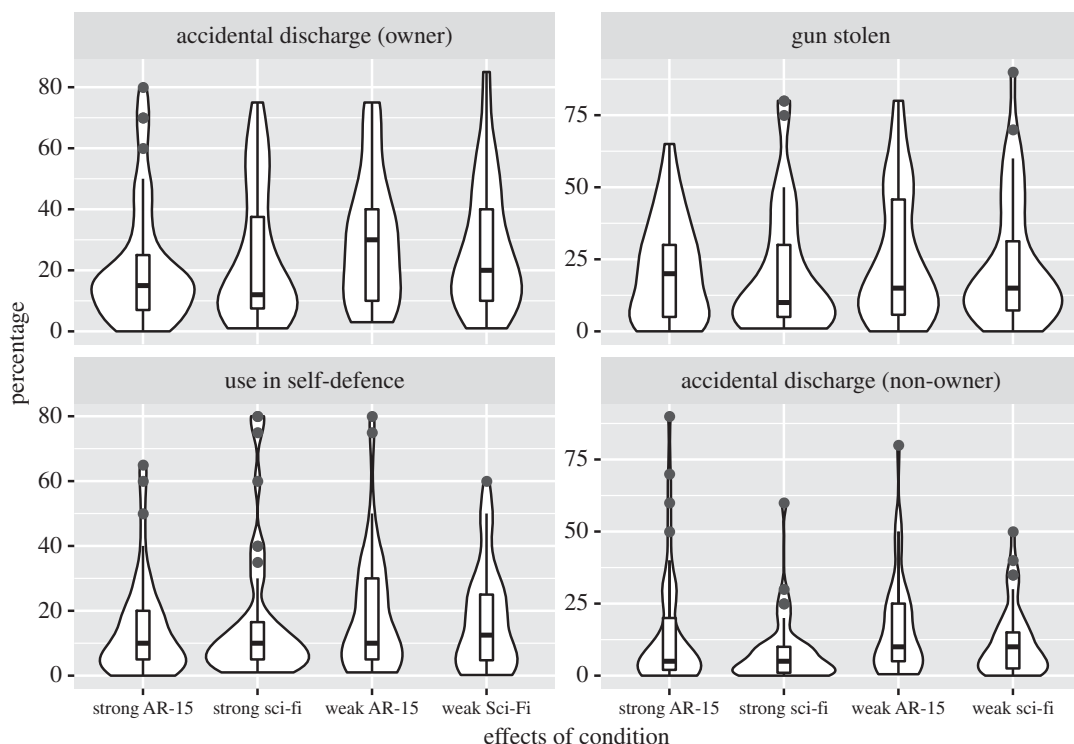 accidental discharge (owner)
gun stolen
80
60
40
20
0
75
50
25
0
percentage
use in self-defence
accidental discharge (non-owner)
80
60
40
20
0
75
50
25
0
strong AR-15 strong sci-fi weak AR-15 weak Sci-Fi
strong AR-15 strong sci-fi weak AR-15 weak sci-fi
effects of condition